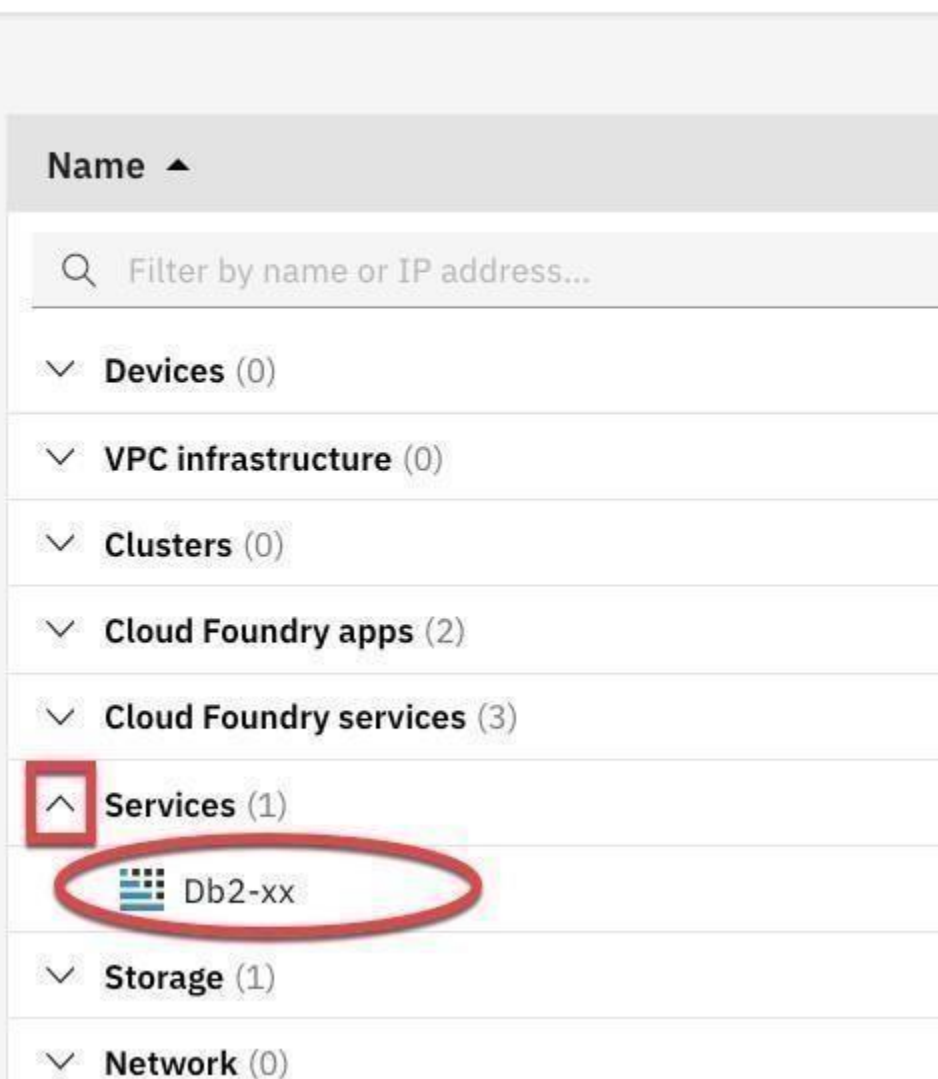 Name
Filter by name or IP address...
Devices (0)
VPC infrastructure (0)
Clusters (0)
Cloud Foundry apps (2)
Cloud Foundry services (3)
Services (1)
Db2-xx
Storage (1)
Network (0)